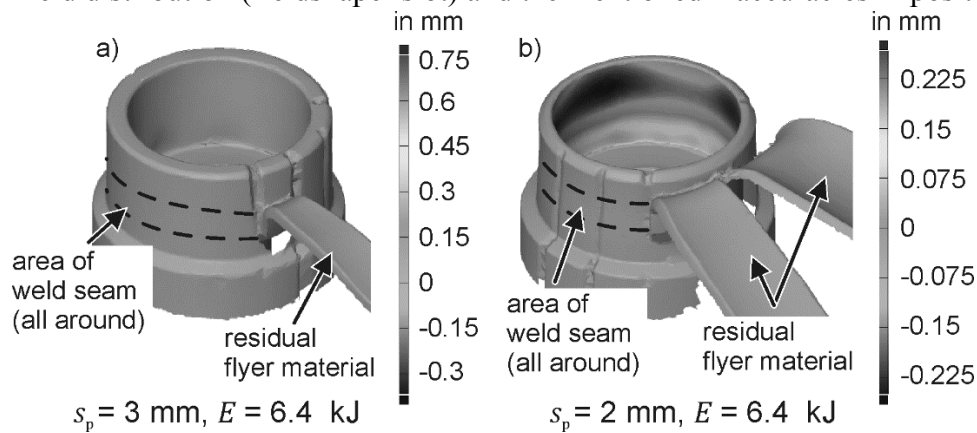 in mm
a)
0.75
0.6
0.45
0.3
0.15
0
-0.15
-0.3
area of
weld seam
(all around)
residual
flyer material
sₚ = 3 mm, E = 6.4 kJ
in mm
b)
0.225
0.15
0.075
0
-0.075
-0.15
-0.225
area of
weld seam
(all around)
residual
flyer material
sₚ = 2 mm, E = 6.4 kJ